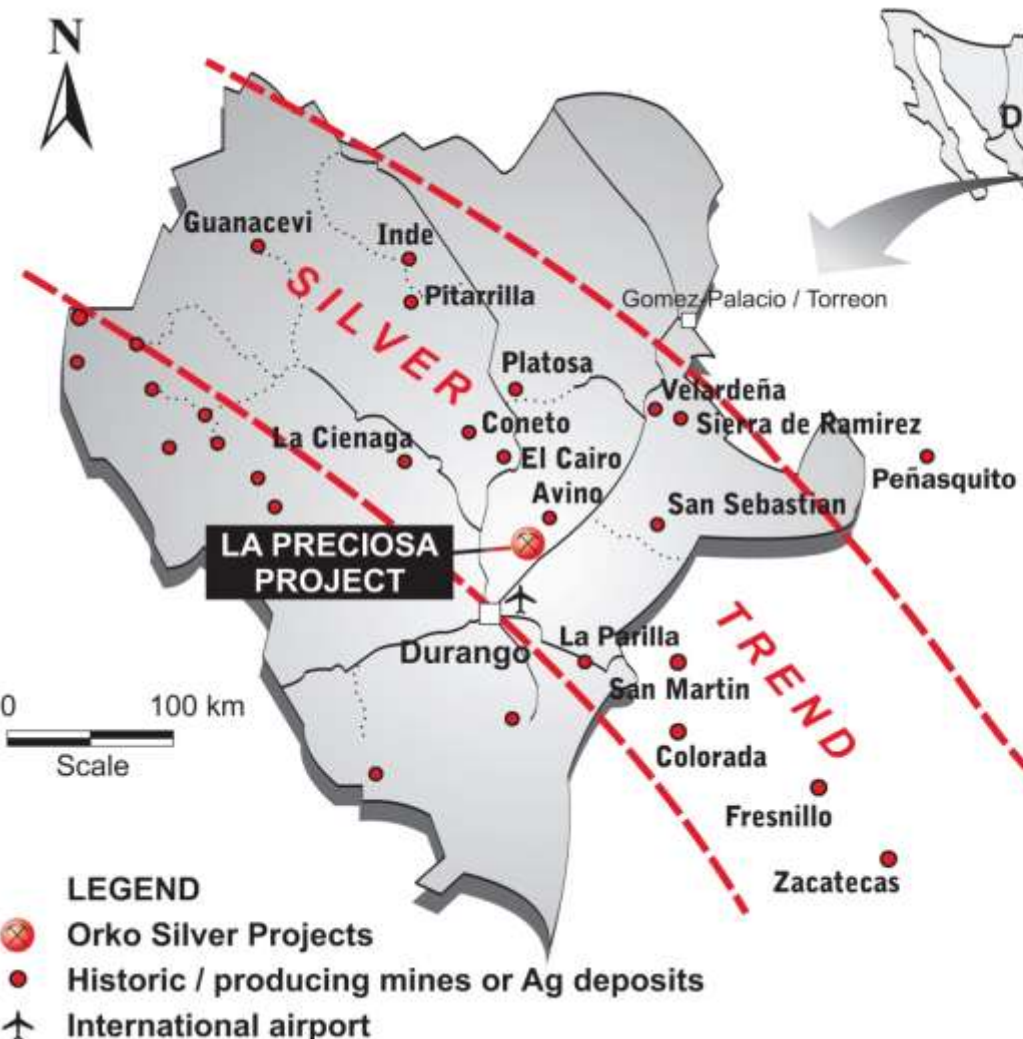 N
D
Guanacevi
Inde
Pitarrilla
SILVER
Gomez-Palacio / Torreon
Platosa
Velardeña
Sierra de Ramirez
Coneto
La Cienaga
El Cairo
Peñasquito
Avino
San Sebastian
LA PRECIOSA
PROJECT
TREND
La Parilla
Durango
San Martin
0 100 km
Scale
Colorada
Fresnillo
Zacatecas
LEGEND
Orko Silver Projects
Historic / producing mines or Ag deposits
International airport